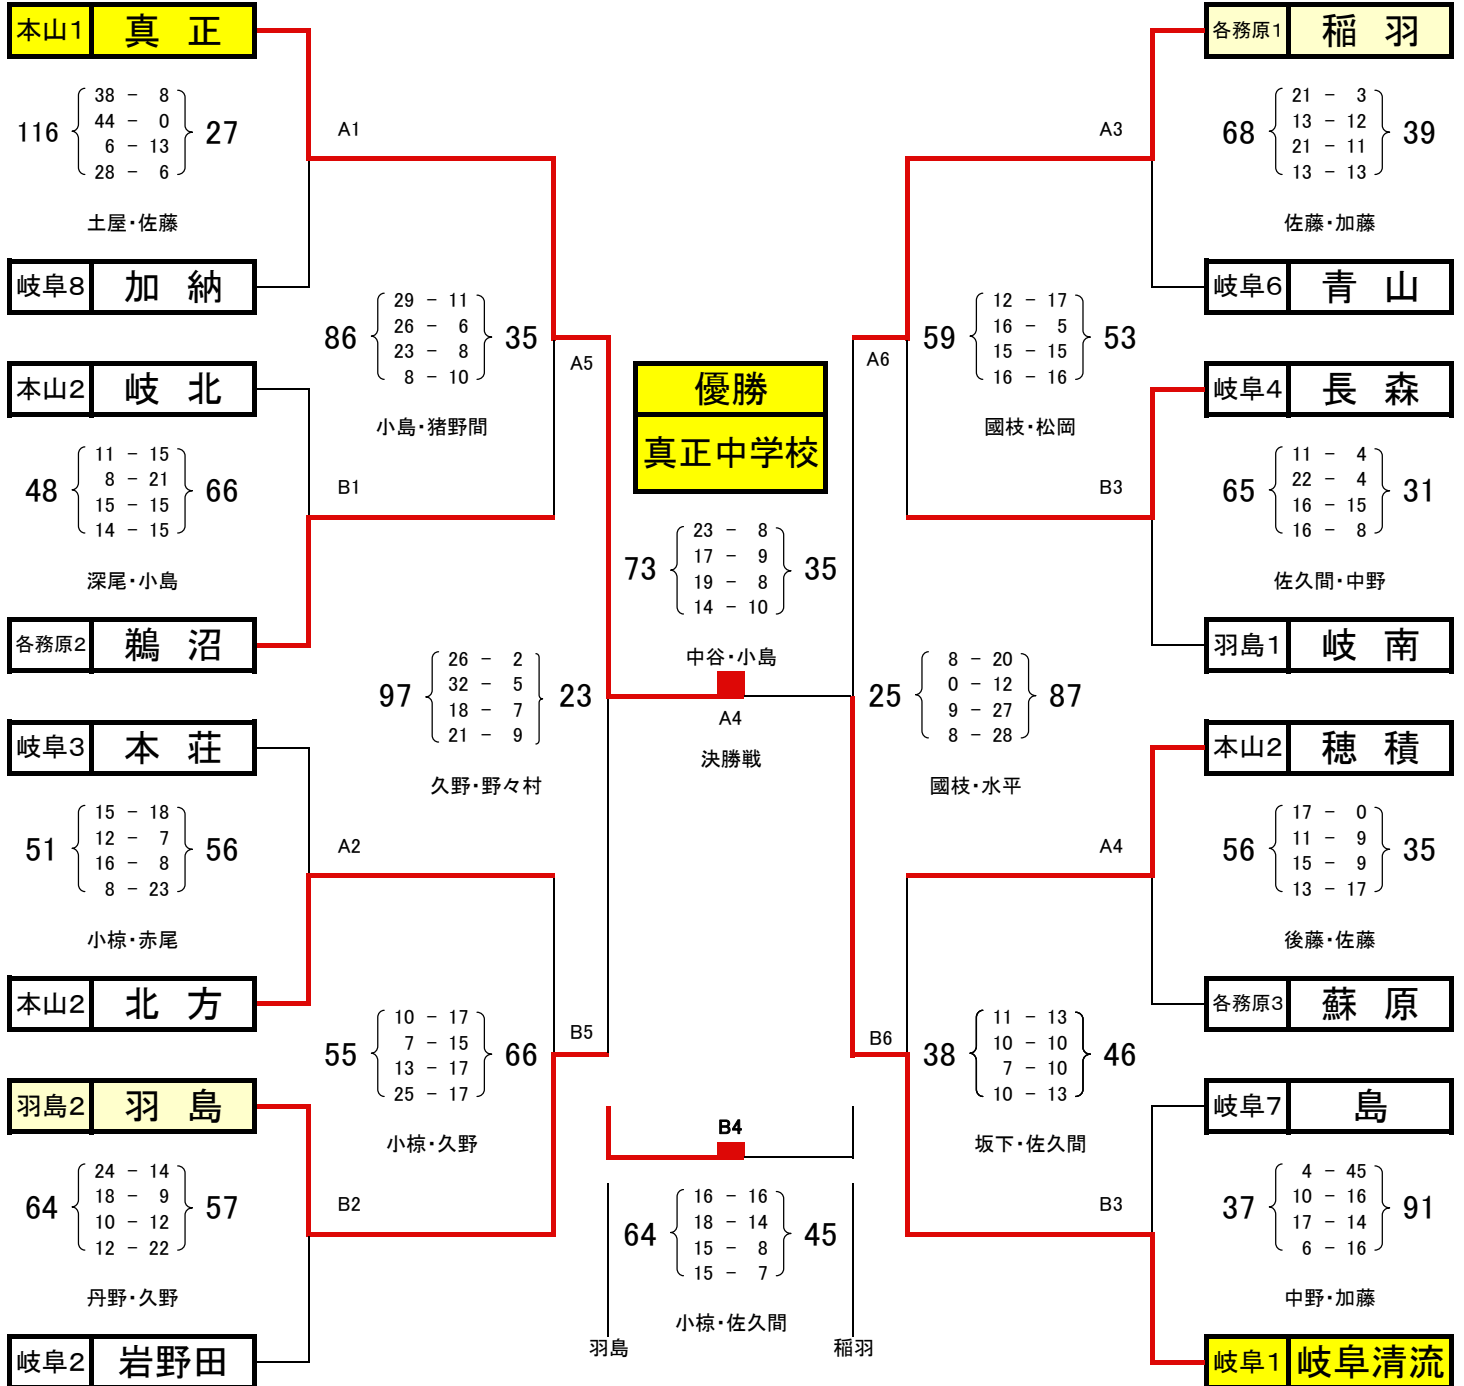 本山1 真 正
116 38 - 8 27
44 - 0
6 - 13
28 - 6
A1
土屋・佐藤
岐阜8 加 納
86 29 - 11 35
26 - 6
23 - 8
8 - 10
A5
小島・猪野間
本山2 岐 北
48 11 - 15 66
8 - 21
15 - 15
14 - 15
B1
深尾・小島
各務原2 鵜 沼
97 26 - 2 23
32 - 5
18 - 7
21 - 9
久野・野々村
岐阜3 本 荘
51 15 - 18 56
12 - 7
16 - 8
8 - 23
A2
小椋・赤尾
本山2 北 方
55 10 - 17 66
7 - 15
13 - 17
25 - 17
B5
小椋・久野
羽島2 羽 島
64 24 - 14 57
18 - 9
10 - 12
12 - 22
B2
丹野・久野
岐阜2 岩野田
優勝
真正中学校
73 23 - 8 35
17 - 9
19 - 8
14 - 10
中谷・小島
A4
決勝戦
B4
64 16 - 16 45
18 - 14
15 - 8
15 - 7
小椋・佐久間
羽島
稲羽
各務原1 稲 羽
A3
68 21 - 3 39
13 - 12
21 - 11
13 - 13
佐藤・加藤
岐阜6 青 山
59 12 - 17 53
16 - 5
15 - 15
16 - 16
A6
國枝・松岡
岐阜4 長 森
B3
65 11 - 4 31
22 - 4
16 - 15
16 - 8
佐久間・中野
羽島1 岐 南
25 8 - 20 87
0 - 12
9 - 27
8 - 28
國枝・水平
本山2 穂 積
A4
56 17 - 0 35
11 - 9
15 - 9
13 - 17
後藤・佐藤
各務原3 蘇 原
B6
38 11 - 13 46
10 - 10
7 - 10
10 - 13
坂下・佐久間
岐阜7 島
B3
37 4 - 45 91
10 - 16
17 - 14
6 - 16
中野・加藤
岐阜1 岐阜清流